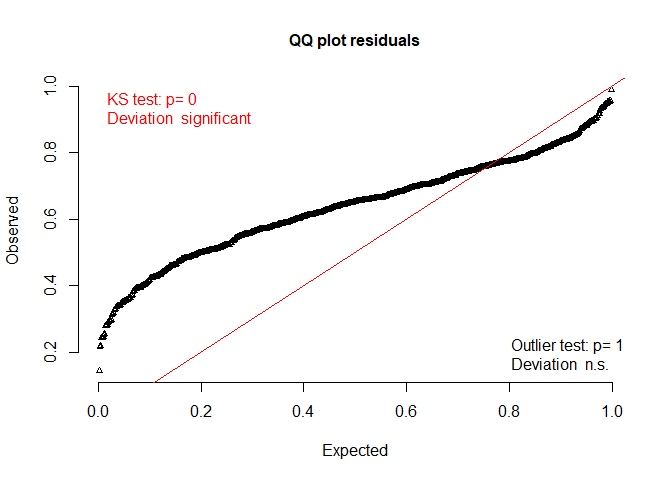 QQ plot residuals
KS test: p= 0
Deviation  significant
Observed
1.0
0.8
0.6
0.4
0.2
Outlier test: p= 1
Deviation  n.s.
0.0 0.2 0.4 0.6 0.8 1.0
Expected